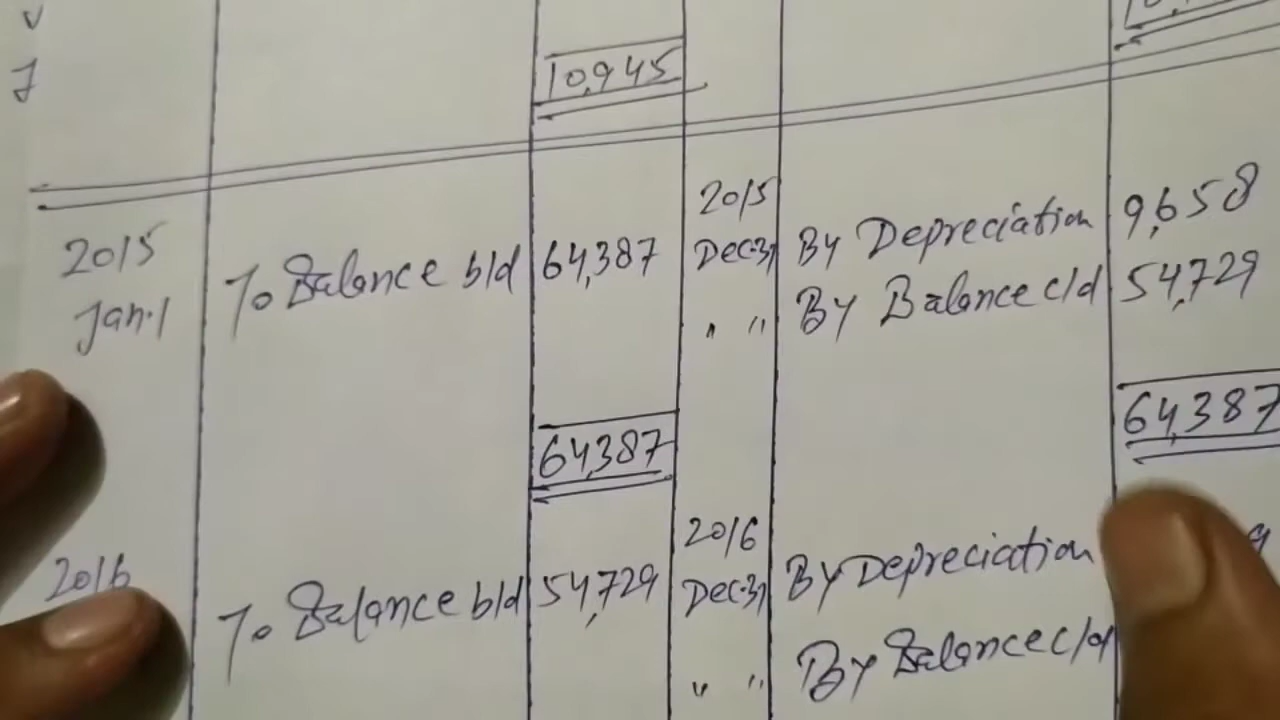 10,945
2015 Jan.1 To Balance b/d 64,387 2015 Dec-31 By Depreciation 9,658
" " By Balance c/d 54,729
64,387 64,387
2016 To Balance b/d 54,729 2016 Dec-31 By Depreciation
" " By Balance c/d